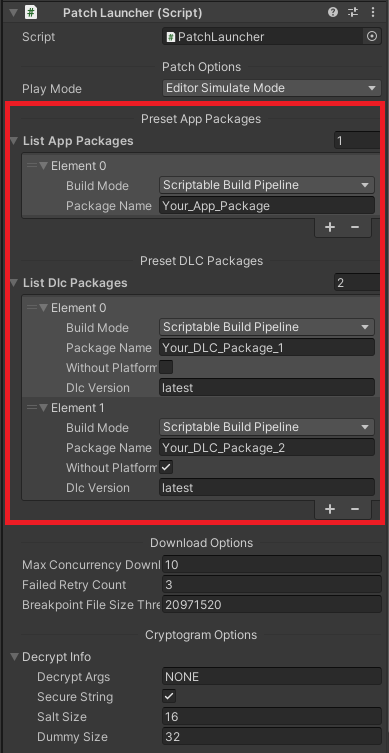 Patch Launcher (Script)
Script # PatchLauncher
Patch Options
Play Mode Editor Simulate Mode
Preset App Packages
List App Packages 1
Element 0
Build Mode Scriptable Build Pipeline
Package Name Your_App_Package
+ −
Preset DLC Packages
List Dlc Packages 2
Element 0
Build Mode Scriptable Build Pipeline
Package Name Your_DLC_Package_1
Without Platform
Dlc Version latest
Element 1
Build Mode Scriptable Build Pipeline
Package Name Your_DLC_Package_2
Without Platform
Dlc Version latest
+ −
Download Options
Max Concurrency Downl 10
Failed Retry Count 3
Breakpoint File Size Thre 20971520
Cryptogram Options
Decrypt Info
Decrypt Args NONE
Secure String
Salt Size 16
Dummy Size 32